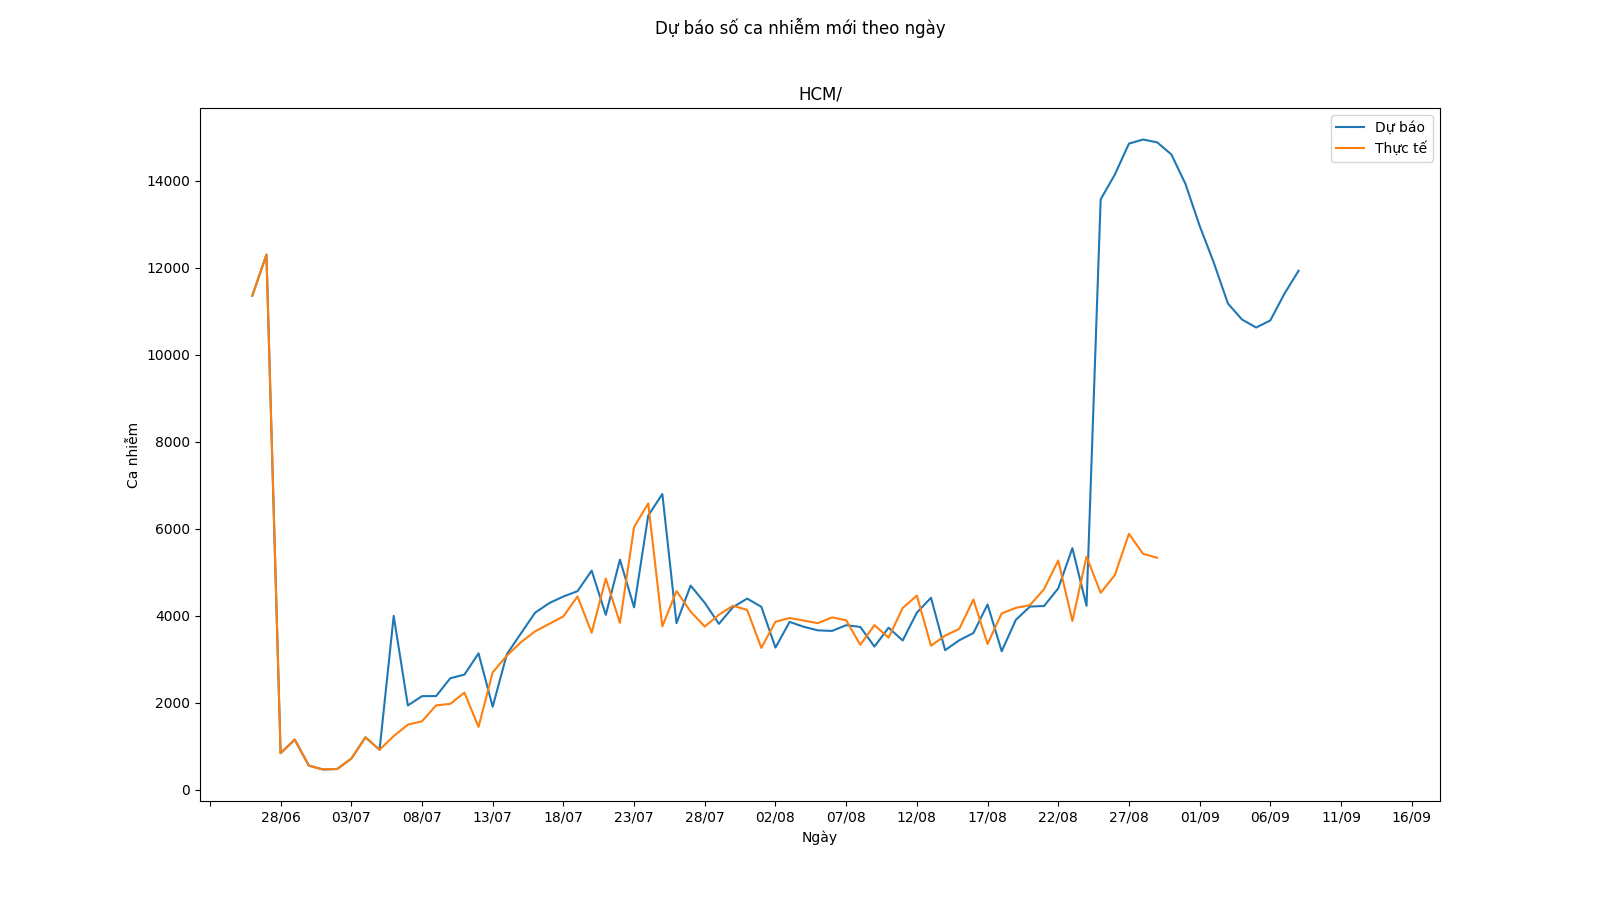 Dự báo số ca nhiễm mới theo ngày
HCM/
Dự báo
Thực tế
14000
12000
10000
8000
6000
4000
2000
0
Ca nhiễm
28/06 03/07 08/07 13/07 18/07 23/07 28/07 02/08 07/08 12/08 17/08 22/08 27/08 01/09 06/09 11/09 16/09
Ngày